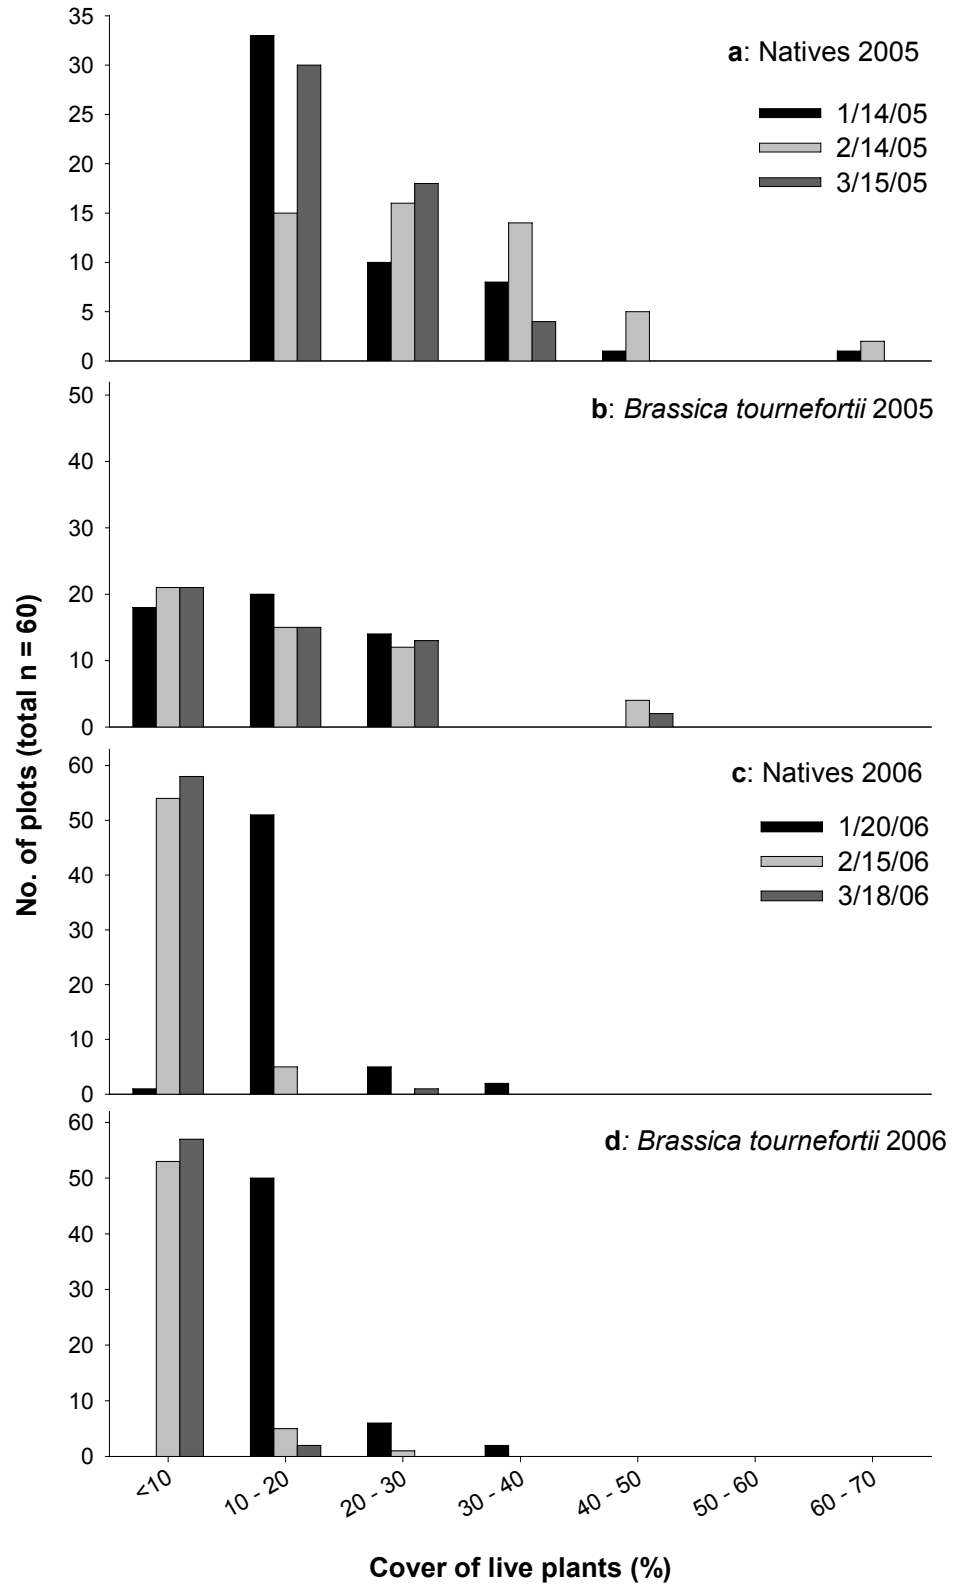 35
30
25
20
15
10
5
0
a: Natives 2005
1/14/05
2/14/05
3/15/05
50
40
30
20
10
0
b: Brassica tournefortii 2005
No. of plots (total n = 60)
60
50
40
30
20
10
0
c: Natives 2006
1/20/06
2/15/06
3/18/06
60
50
40
30
20
10
0
d: Brassica tournefortii 2006
<10
10 - 20
20 - 30
30 - 40
40 - 50
50 - 60
60 - 70
Cover of live plants (%)